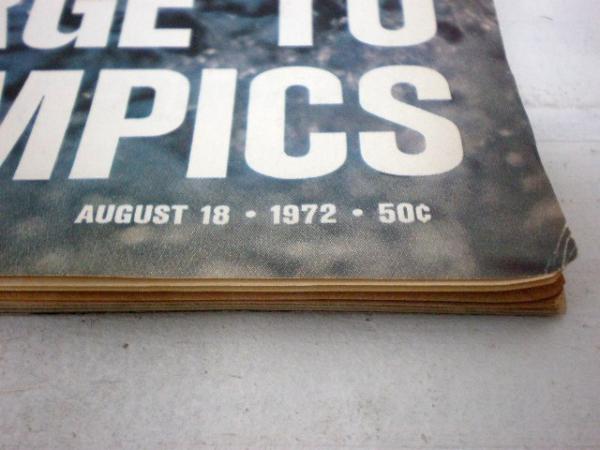 RGE TO
MPICS
AUGUST 18 • 1972 • 50¢